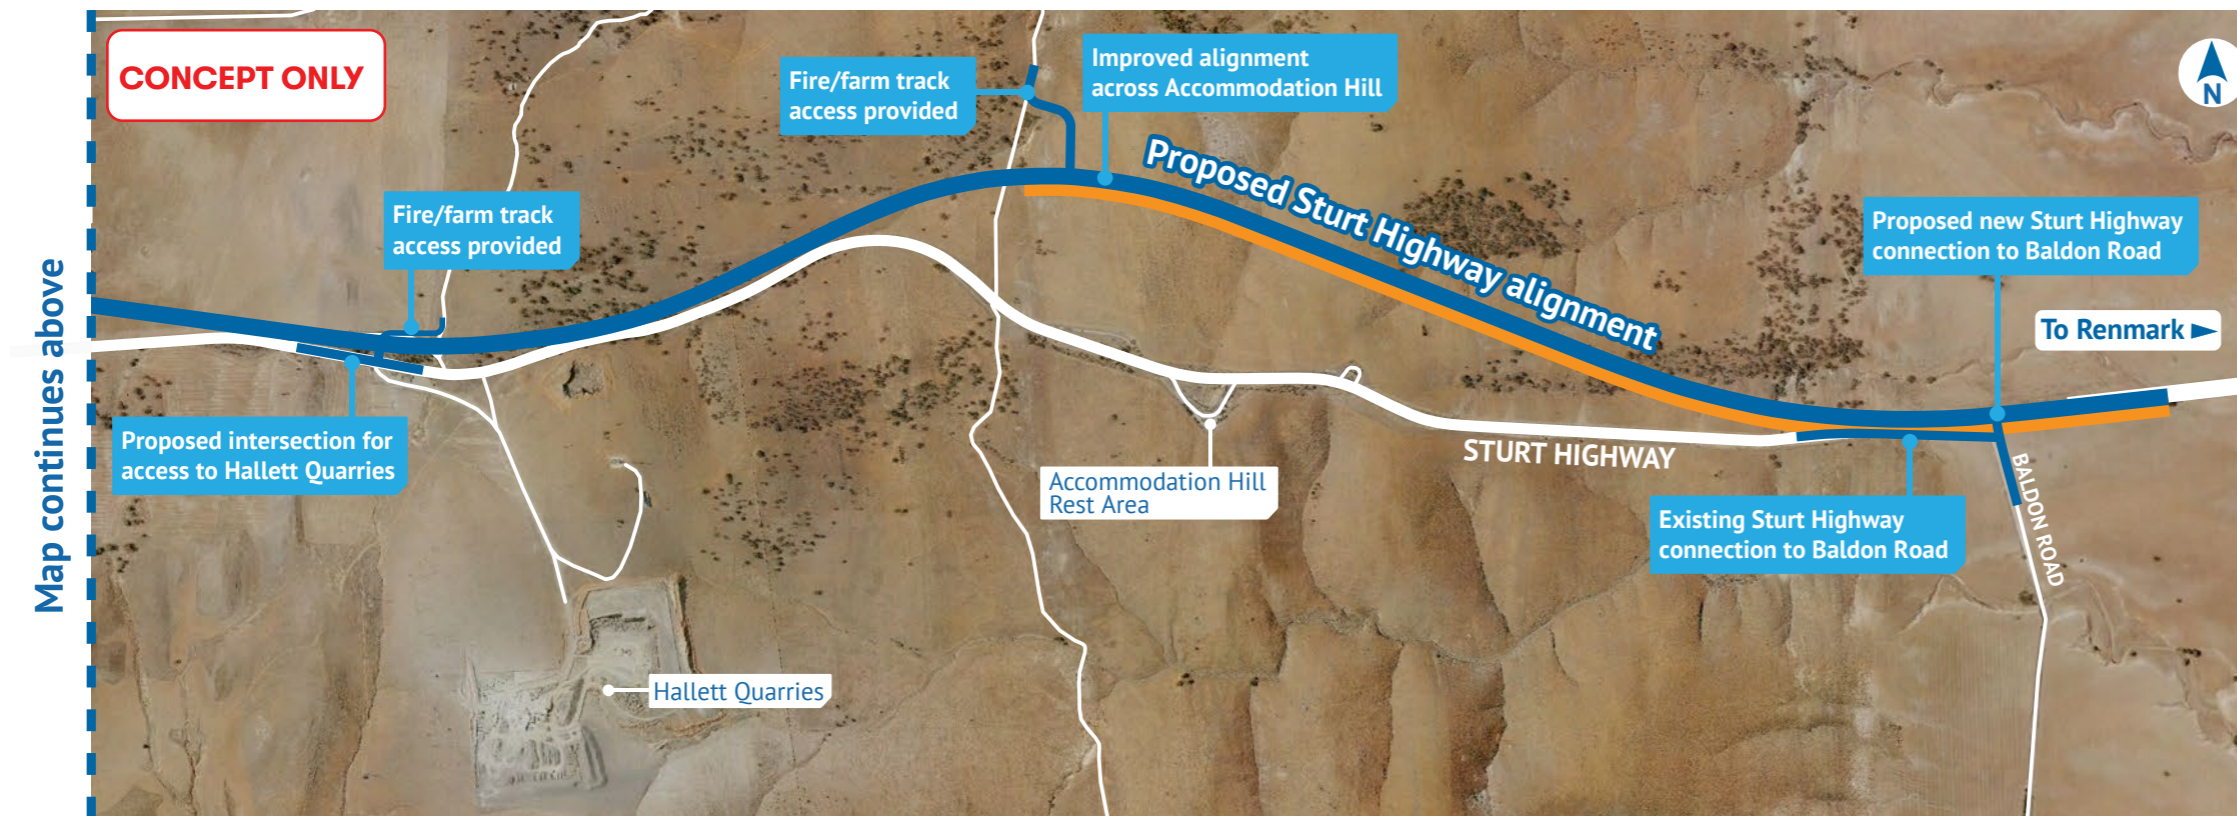 CONCEPT ONLY
Map continues above
Fire/farm track
access provided
Improved alignment
across Accommodation Hill
N
Fire/farm track
access provided
Proposed Sturt Highway alignment
Proposed new Sturt Highway
connection to Baldon Road
To Renmark
Proposed intersection for
access to Hallett Quarries
STURT HIGHWAY
Accommodation Hill
Rest Area
BALDON ROAD
Existing Sturt Highway
connection to Baldon Road
Hallett Quarries